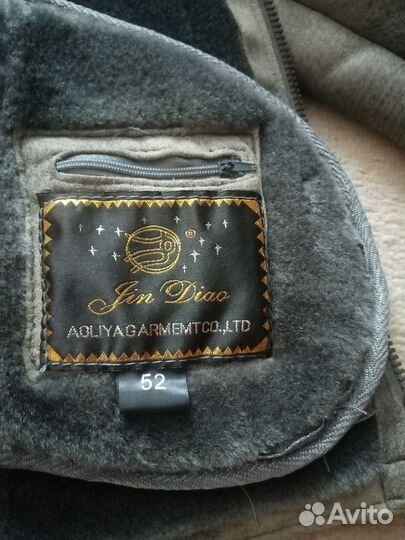 ®
Jin Diao
AOLIYAGARMEMTCO.,LTD
52
Avito